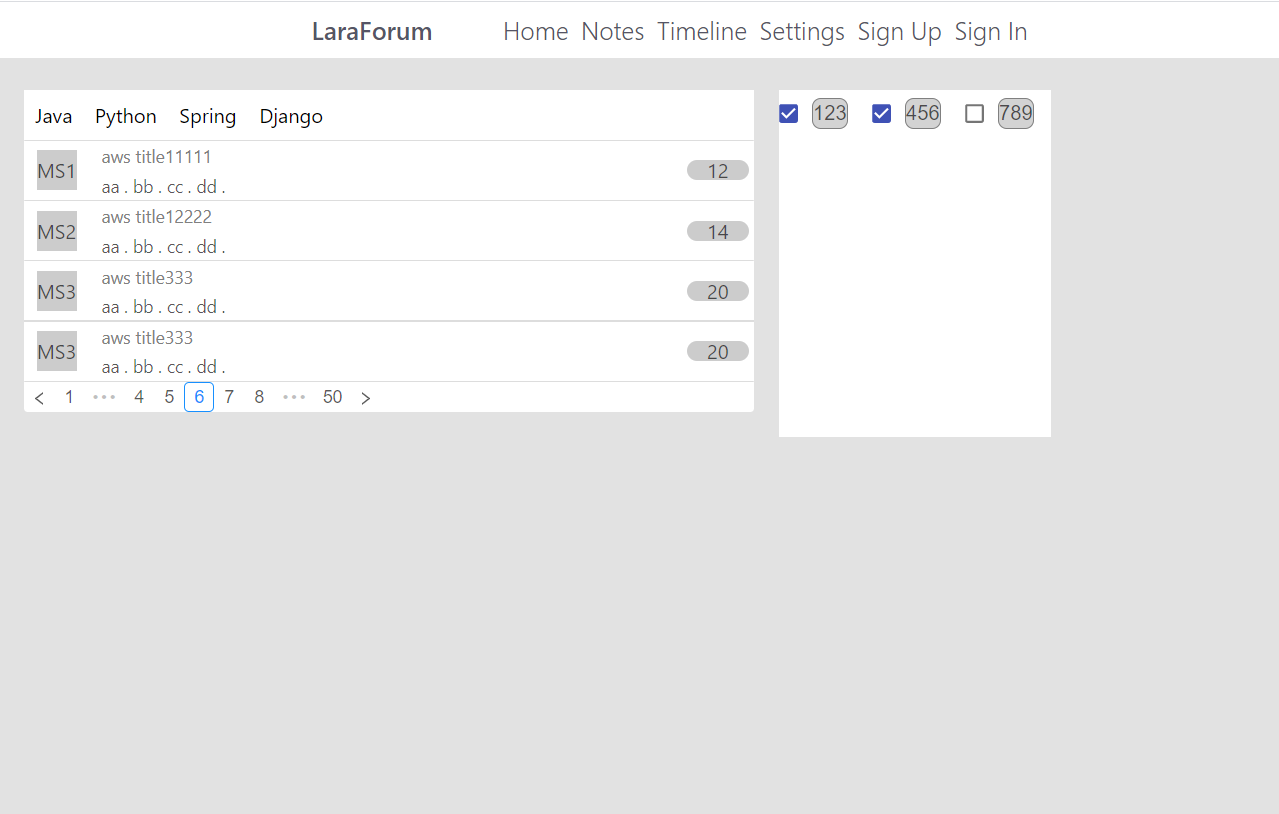 LaraForum Home Notes Timeline Settings Sign Up Sign In
Java Python Spring Django
MS1
aws title11111
aa . bb . cc . dd .
12
MS2
aws title12222
aa . bb . cc . dd .
14
MS3
aws title333
aa . bb . cc . dd .
20
MS3
aws title333
aa . bb . cc . dd .
20
< 1 ••• 4 5 6 7 8 ••• 50 >
123 456 789